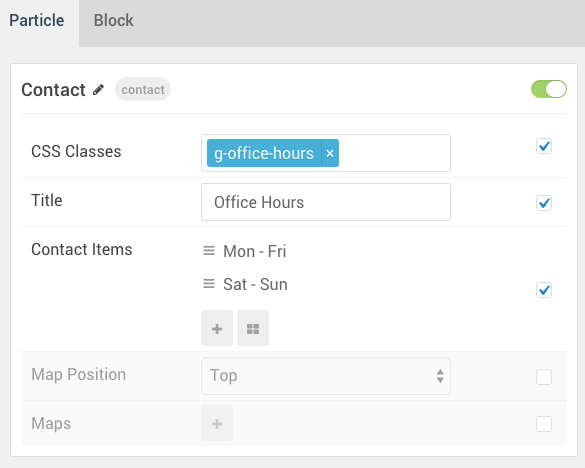 Particle Block
Contact contact
CSS Classes g-office-hours ×
Title Office Hours
Contact Items Mon - Fri
Sat - Sun
Map Position Top
Maps